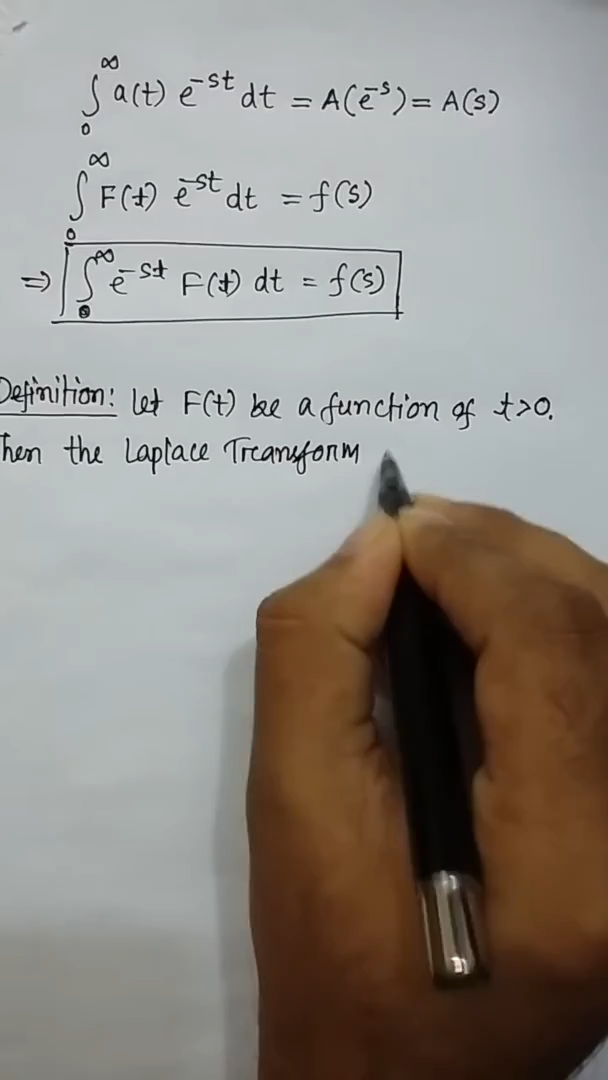 ∫₀^∞ a(t) e^-st dt = A(e^-s) = A(s)
∫₀^∞ F(t) e^-st dt = f(s)
⇒ ∫₀^∞ e^-st F(t) dt = f(s)
Definition: Let F(t) be a function of t>0.
Then the Laplace Transform